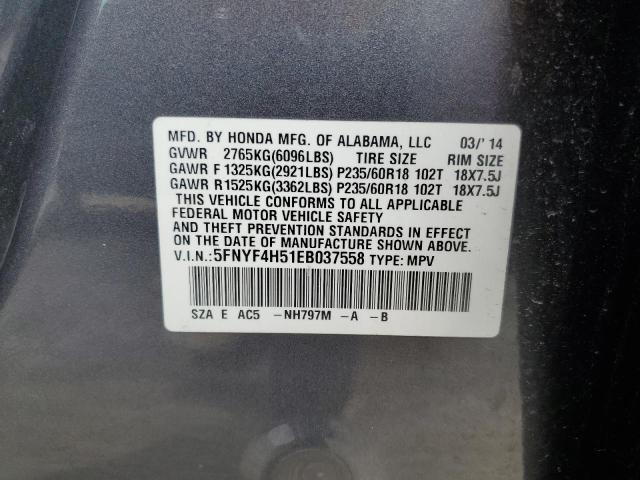 MFD. BY HONDA MFG. OF ALABAMA, LLC 03/'14
GVWR 2765KG(6096LBS) TIRE SIZE RIM SIZE
GAWR F 1325KG(2921LBS) P235/60R18 102T 18X7.5J
GAWR R1525KG(3362LBS) P235/60R18 102T 18X7.5J
THIS VEHICLE CONFORMS TO ALL APPLICABLE
FEDERAL MOTOR VEHICLE SAFETY
AND THEFT PREVENTION STANDARDS IN EFFECT
ON THE DATE OF MANUFACTURE SHOWN ABOVE.
V.I.N.:5FNYF4H51EB037558 TYPE: MPV
SZA E AC5 -NH797M -A -B